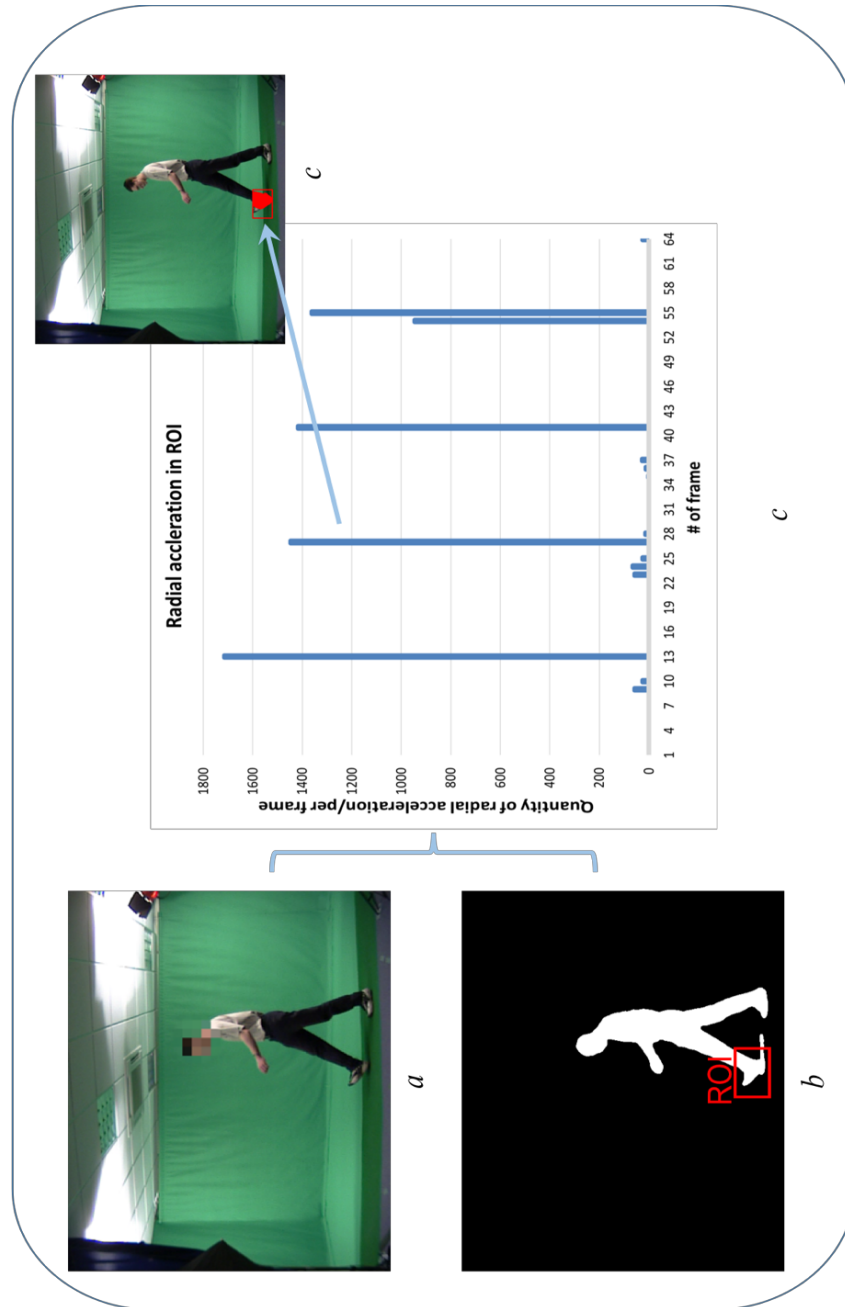 a
ROI
b
Radial accleration in ROI
Quantity of radial acceleration/per frame
1800
1600
1400
1200
1000
800
600
400
200
0
1 4 7 10 13 16 19 22 25 28 31 34 37 40 43 46 49 52 55 58 61 64
# of frame
c
c